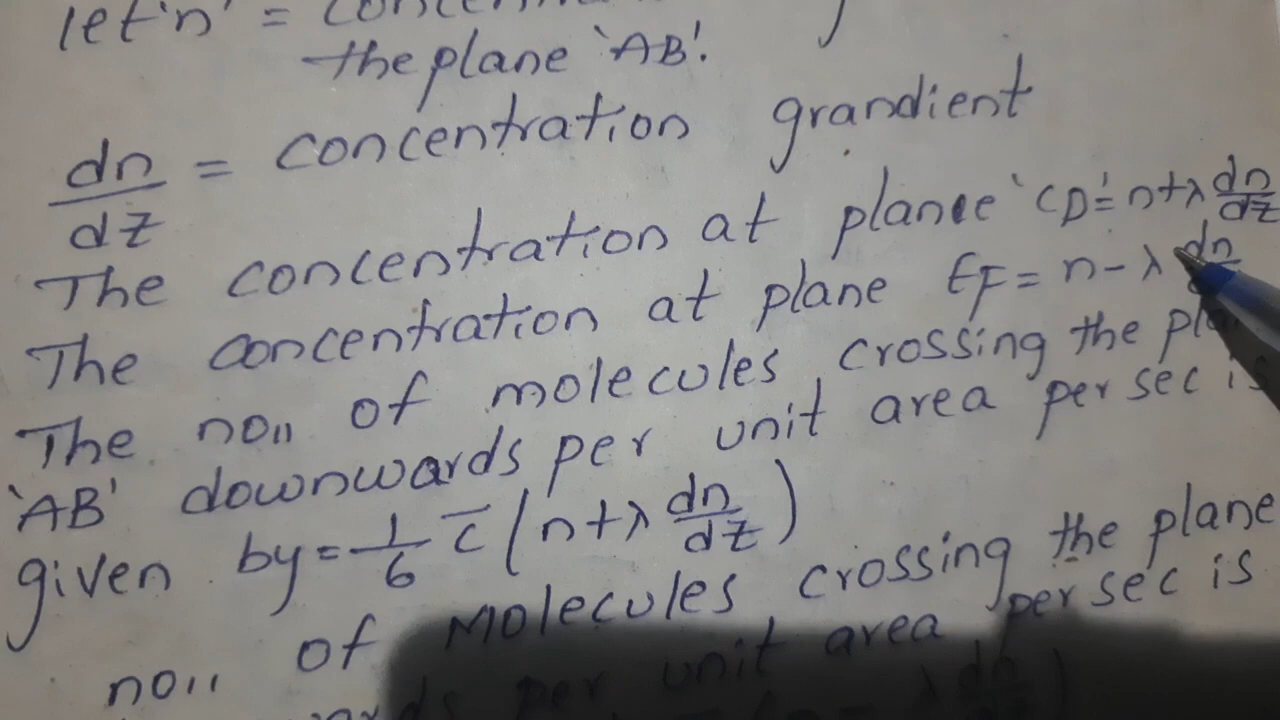 let 'n' =
the plane 'AB'.
dn/dz = concentration grandient
The concentration at plane 'CD' = n+λ dn/dz
The concentration at plane EF = n-λ dn
The no,, of molecules crossing the
'AB' downwards per unit area per sec is
given by = 1/6 c̄ (n+λ dn/dz)
no,, of Molecules crossing the plane
per unit area per sec is